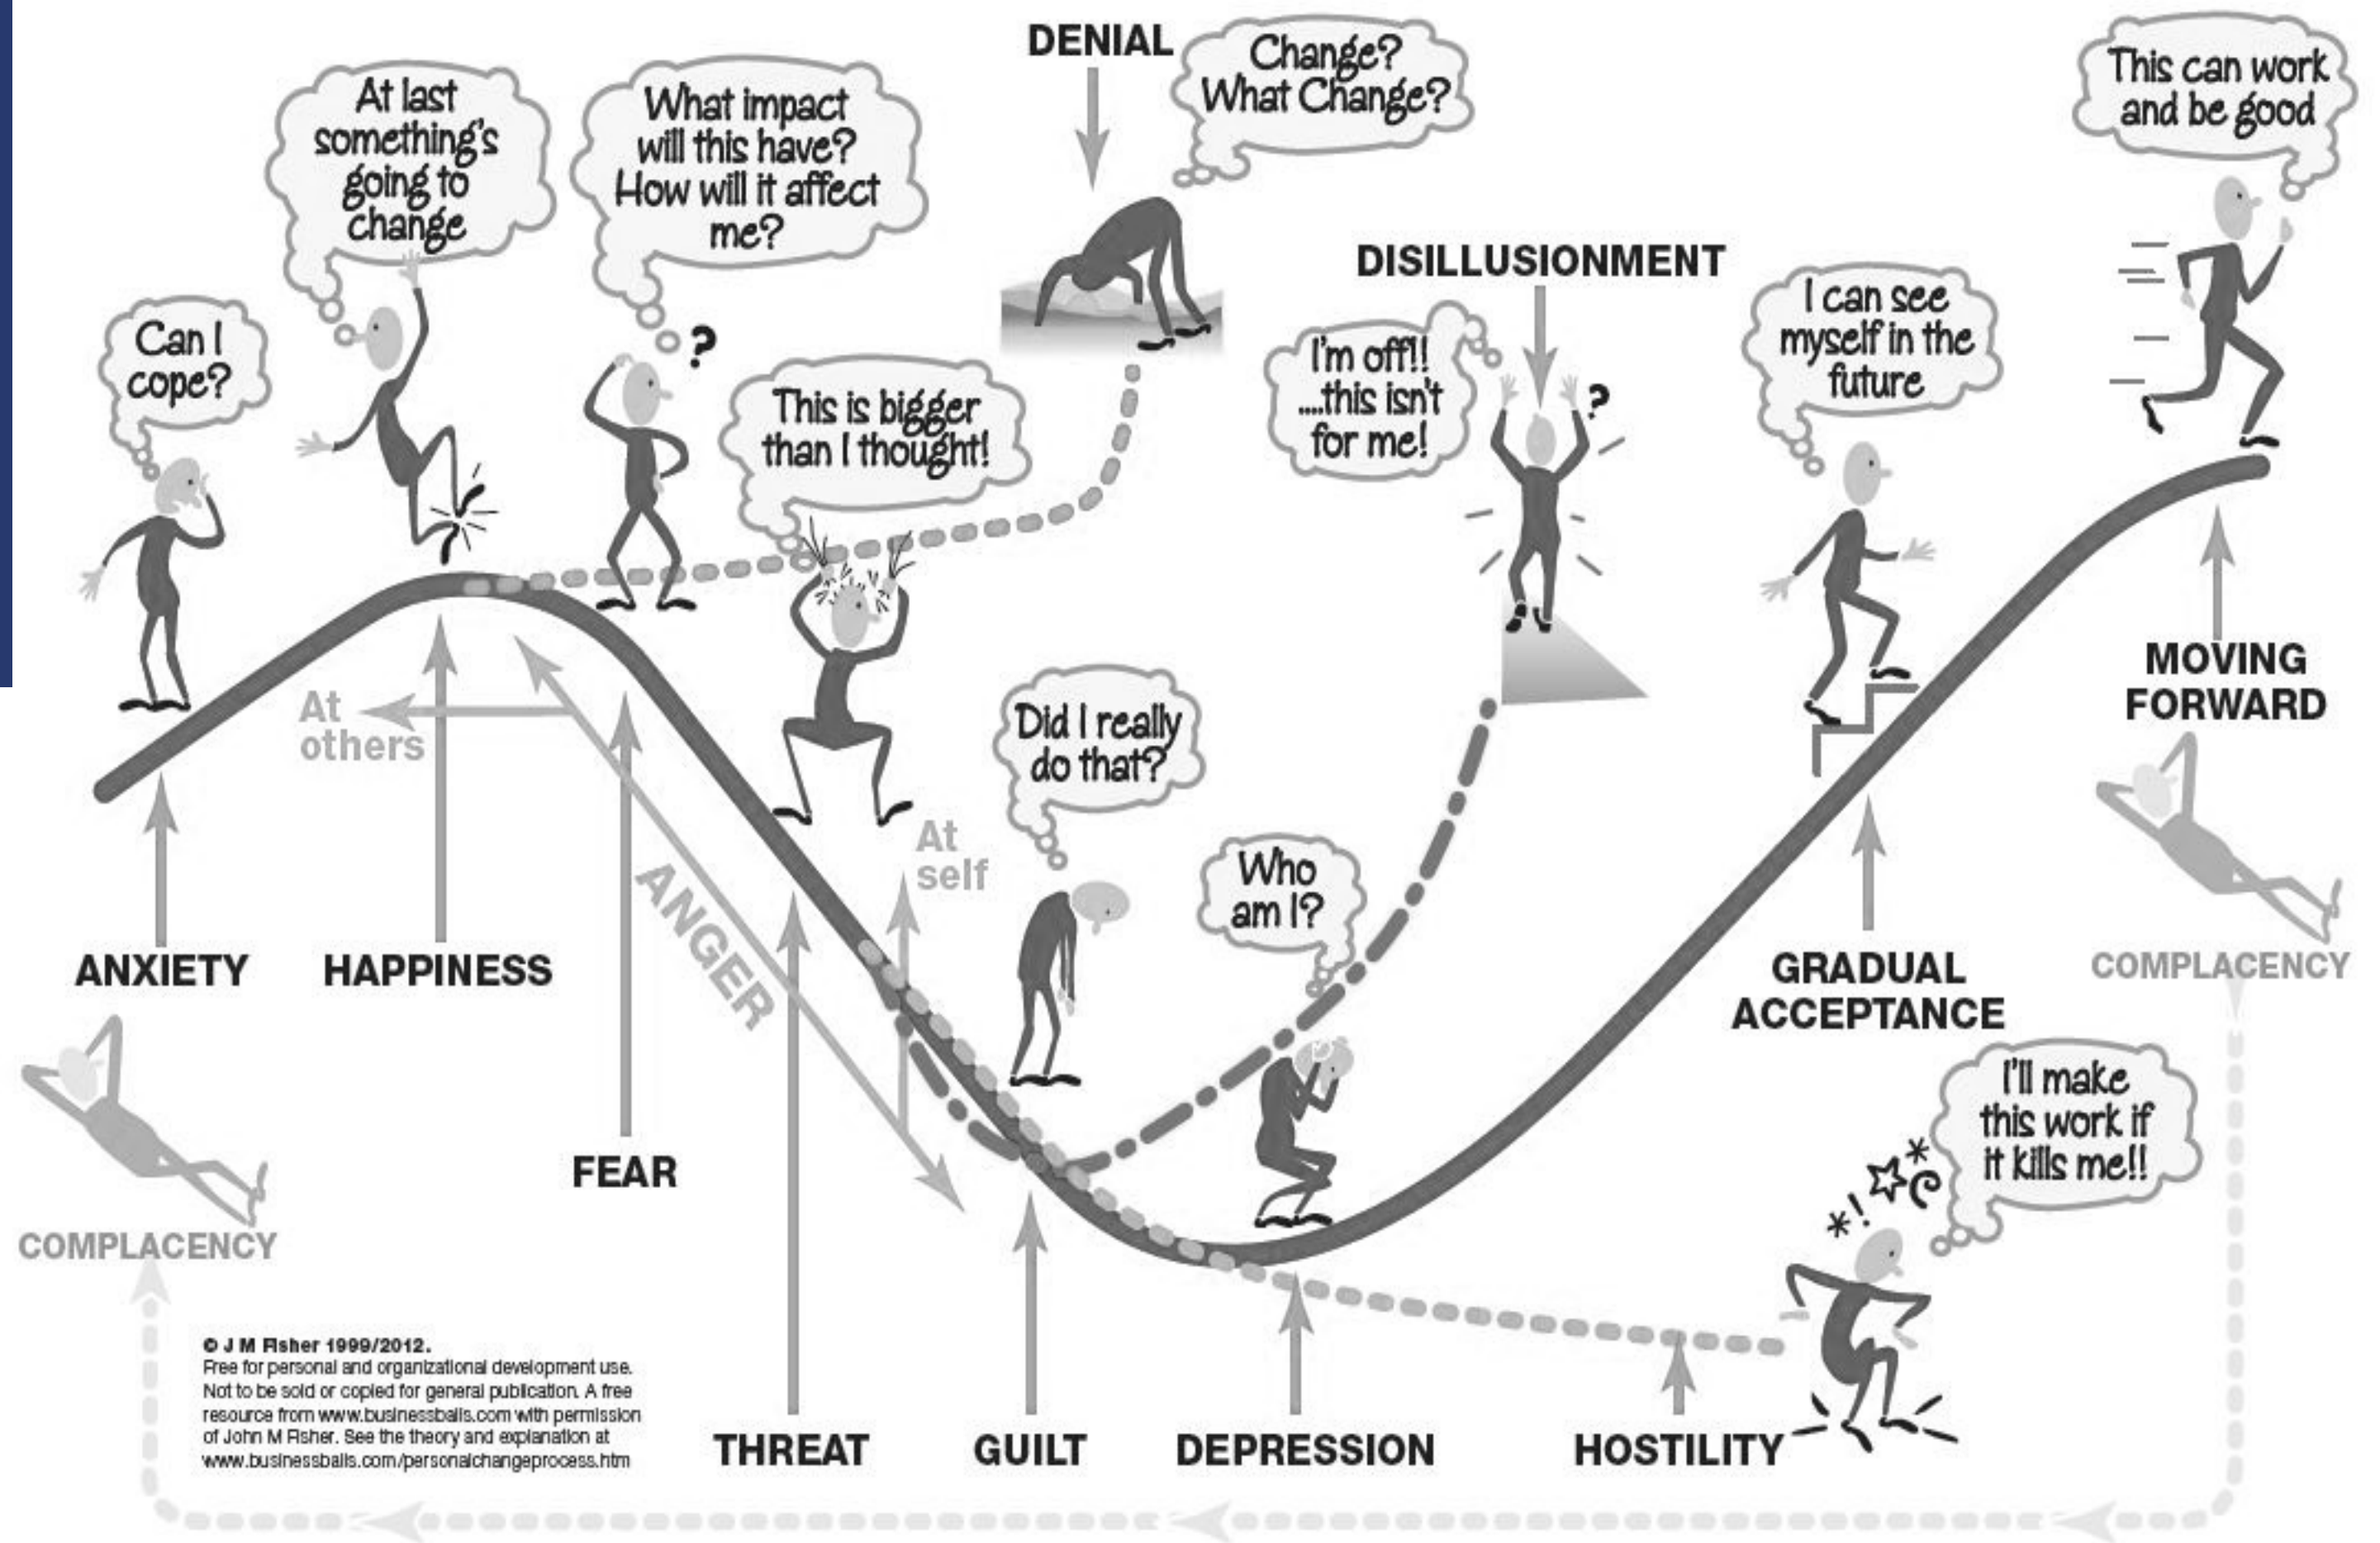 DENIAL
Change?
What Change?
This can work
and be good
At last
something's
going to
change
What impact
will this have?
How will it affect
me?
?
DISILLUSIONMENT
I can see
myself in the
future
Can I
cope?
I'm off!!
....this isn't
for me!
?
This is bigger
than I thought!
MOVING
FORWARD
At
others
Did I really
do that?
At
self
Who
am I?
ANGER
ANXIETY
HAPPINESS
GRADUAL
ACCEPTANCE
COMPLACENCY
I'll make
this work if
it kills me!!
*!
*
FEAR
COMPLACENCY
© J M Fisher 1999/2012.
Free for personal and organizational development use.
Not to be sold or copied for general publication. A free
resource from www.businessballs.com with permission
of John M Fisher. See the theory and explanation at
www.businessballs.com/personalchangeprocess.htm
THREAT
GUILT
DEPRESSION
HOSTILITY